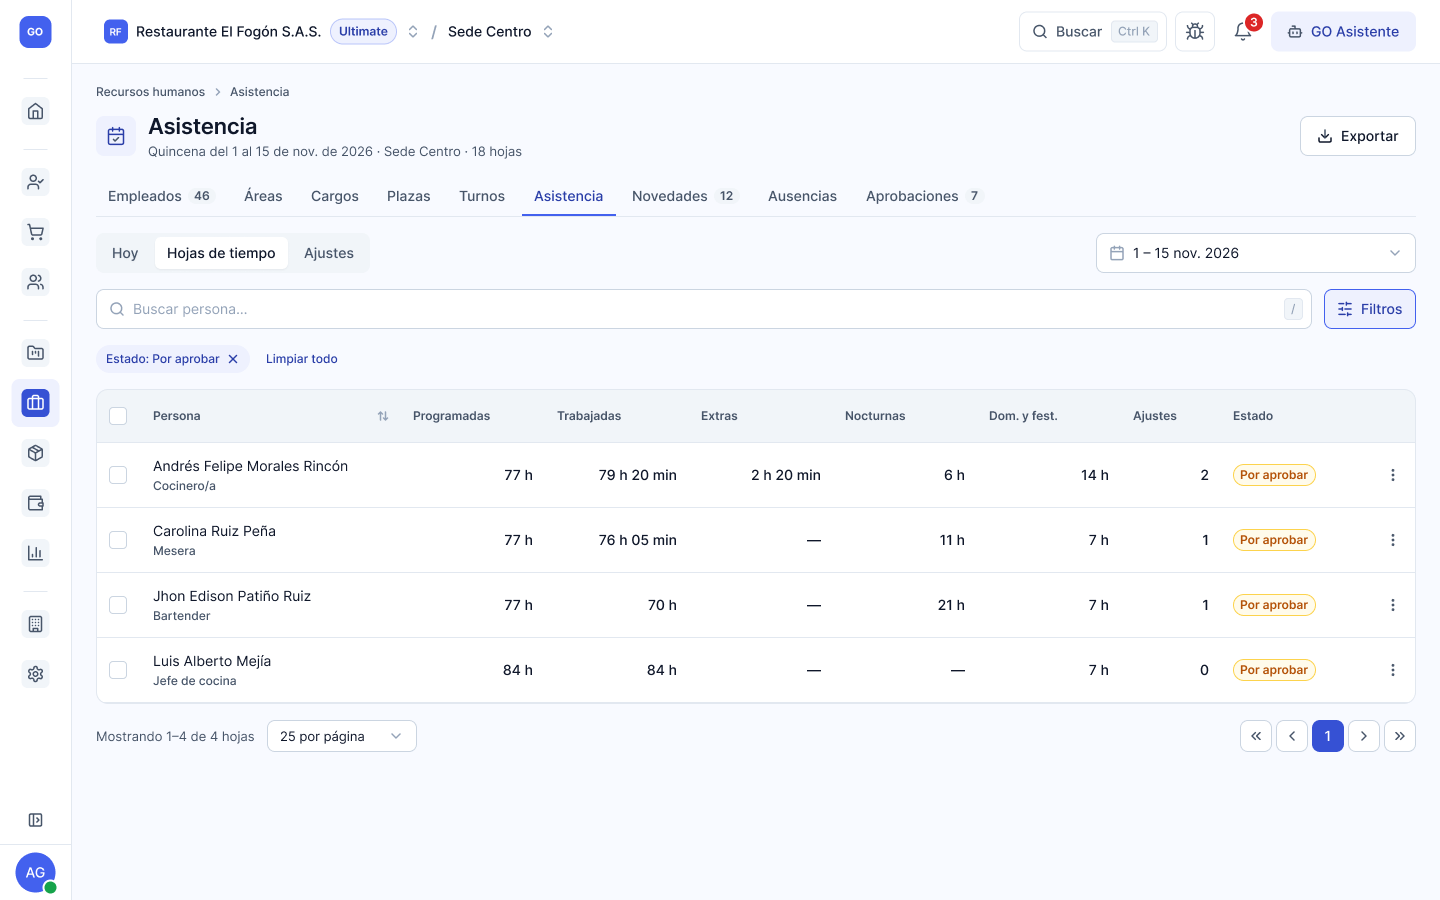 GO
RF Restaurante El Fogón S.A.S. Ultimate / Sede Centro
Buscar Ctrl K
3
GO Asistente
Recursos humanos > Asistencia
Asistencia
Quincena del 1 al 15 de nov. de 2026 · Sede Centro · 18 hojas
Exportar
Empleados 46 Áreas Cargos Plazas Turnos Asistencia Novedades 12 Ausencias Aprobaciones 7
Hoy Hojas de tiempo Ajustes
1 – 15 nov. 2026
Buscar persona... /
Filtros
Estado: Por aprobar
Limpiar todo
Persona Programadas Trabajadas Extras Nocturnas Dom. y fest. Ajustes Estado
Andrés Felipe Morales Rincón
Cocinero/a
77 h 79 h 20 min 2 h 20 min 6 h 14 h 2 Por aprobar
Carolina Ruiz Peña
Mesera
77 h 76 h 05 min — 11 h 7 h 1 Por aprobar
Jhon Edison Patiño Ruiz
Bartender
77 h 70 h — 21 h 7 h 1 Por aprobar
Luis Alberto Mejía
Jefe de cocina
84 h 84 h — — 7 h 0 Por aprobar
Mostrando 1–4 de 4 hojas
25 por página
1
AG